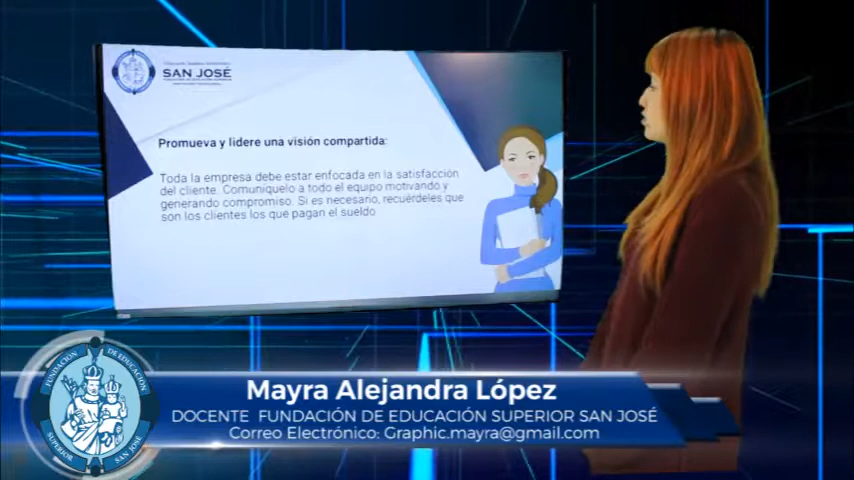 SAN JOSÉ
Promueva y lidere una visión compartida:
Toda la empresa debe estar enfocada en la satisfacción
del cliente. Comuníquelo a todo el equipo motivando y
generando compromiso. Si es necesario, recuérdeles que
son los clientes los que pagan el sueldo
FUNDACIÓN DE EDUCACIÓN
SUPERIOR SAN JOSÉ
Mayra Alejandra López
DOCENTE FUNDACIÓN DE EDUCACIÓN SUPERIOR SAN JOSÉ
Correo Electrónico: Graphic.mayra@gmail.com